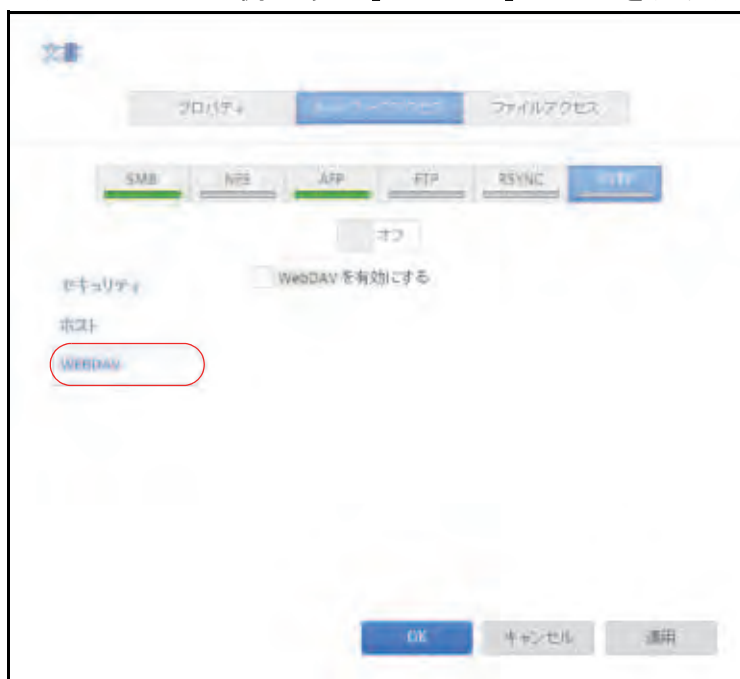 文書
プロパティ ファイルアクセス
SMB NFS AFP FTP RSYNC HTTP
オフ
セキュリティ WebDAV を有効にする
ホスト
WEBDAV
OK キャンセル 適用